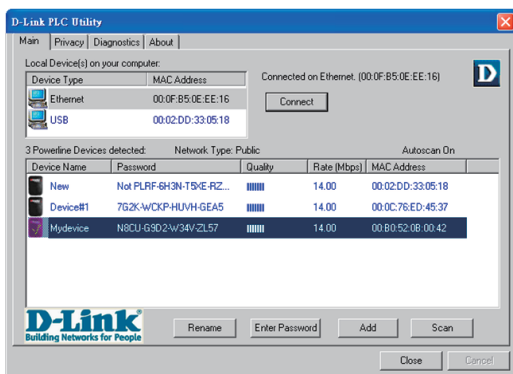 D-Link PLC Utility
Main Privacy Diagnostics About
Local Device(s) on your computer:
Device Type MAC Address
Ethernet 00:0F:B5:0E:EE:16
USB 00:02:DD:33:05:18
Connected on Ethernet. (00:0F:B5:0E:EE:16)
Connect
D
3 Powerline Devices detected: Network Type: Public Autoscan On
Device Name Password Quality Rate (Mbps) MAC Address
New Not PLRF-6H3N-T5XE-RZ... 14.00 00:02:DD:33:05:18
Device#1 7G2K-WCKP-HUVH-GEA5 14.00 00:0C:76:ED:45:37
Mydevice N8CU-G9D2-W34V-ZL57 14.00 00:B0:52:0B:00:42
D-Link
Building Networks for People
Rename Enter Password Add Scan
Close Cancel